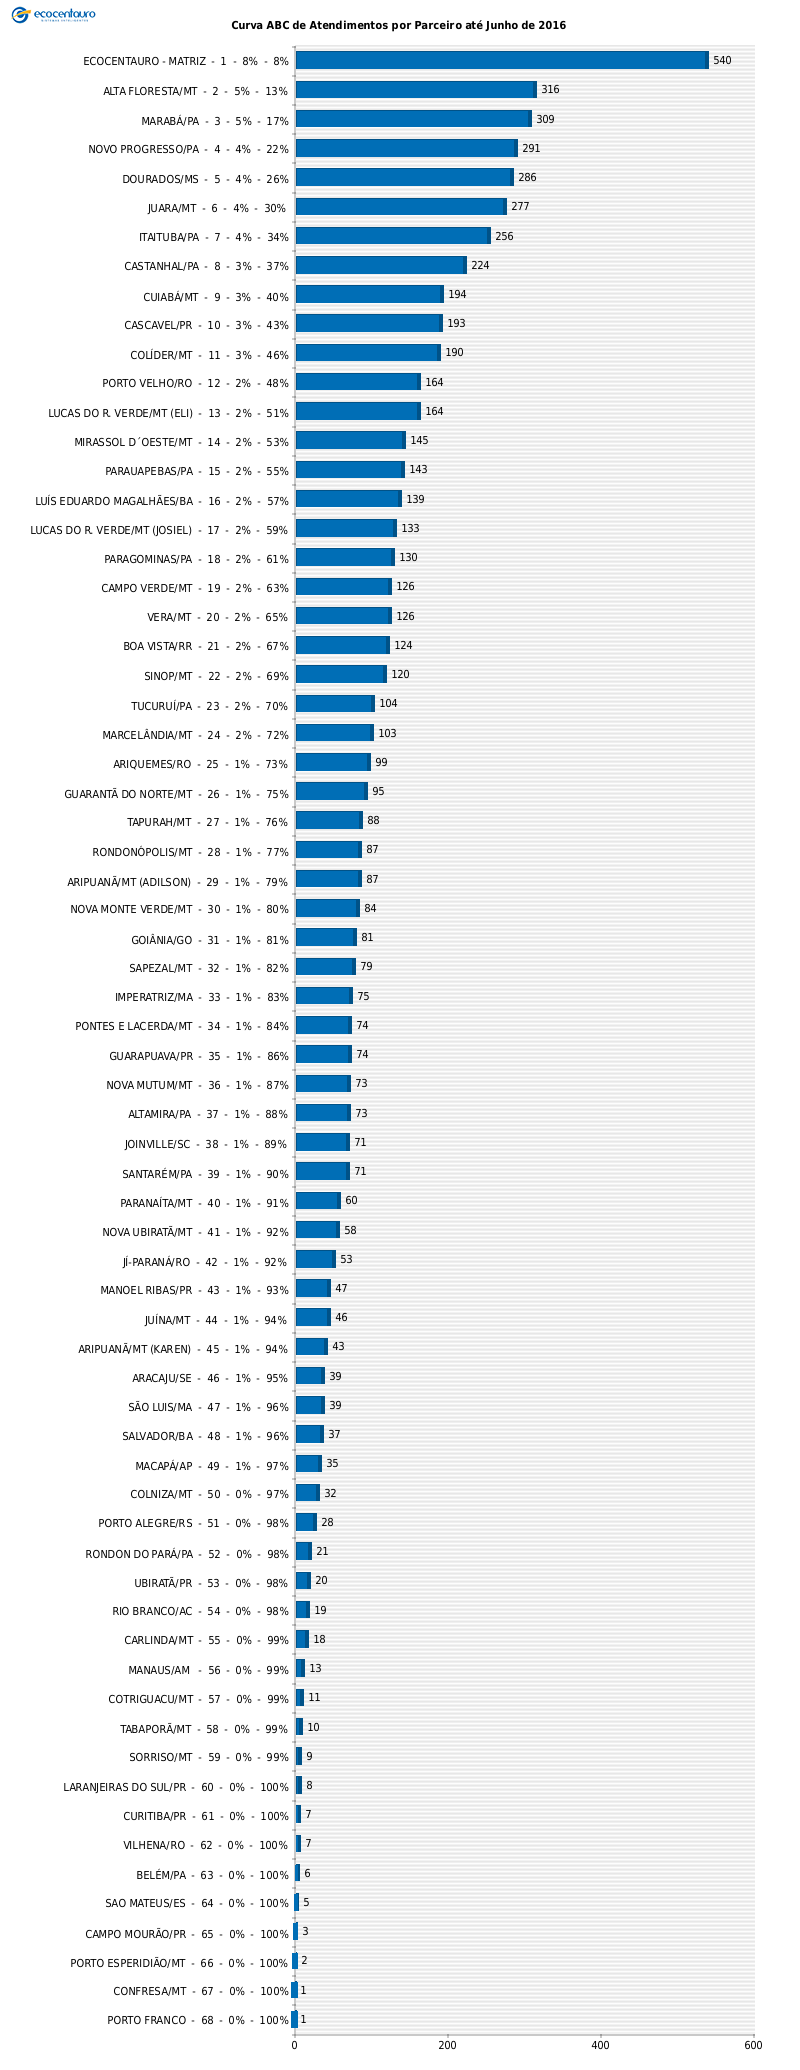 ecocentauro
Curva ABC de Atendimentos por Parceiro até Junho de 2016
ECOCENTAURO - MATRIZ - 1 - 8% - 8% 540
ALTA FLORESTA/MT - 2 - 5% - 13% 316
MARABÁ/PA - 3 - 5% - 17% 309
NOVO PROGRESSO/PA - 4 - 4% - 22% 291
DOURADOS/MS - 5 - 4% - 26% 286
JUARA/MT - 6 - 4% - 30% 277
ITAITUBA/PA - 7 - 4% - 34% 256
CASTANHAL/PA - 8 - 3% - 37% 224
CUIABÁ/MT - 9 - 3% - 40% 194
CASCAVEL/PR - 10 - 3% - 43% 193
COLÍDER/MT - 11 - 3% - 46% 190
PORTO VELHO/RO - 12 - 2% - 48% 164
LUCAS DO R. VERDE/MT (ELI) - 13 - 2% - 51% 164
MIRASSOL D´OESTE/MT - 14 - 2% - 53% 145
PARAUAPEBAS/PA - 15 - 2% - 55% 143
LUÍS EDUARDO MAGALHÃES/BA - 16 - 2% - 57% 139
LUCAS DO R. VERDE/MT (JOSIEL) - 17 - 2% - 59% 133
PARAGOMINAS/PA - 18 - 2% - 61% 130
CAMPO VERDE/MT - 19 - 2% - 63% 126
VERA/MT - 20 - 2% - 65% 126
BOA VISTA/RR - 21 - 2% - 67% 124
SINOP/MT - 22 - 2% - 69% 120
TUCURUÍ/PA - 23 - 2% - 70% 104
MARCELÂNDIA/MT - 24 - 2% - 72% 103
ARIQUEMES/RO - 25 - 1% - 73% 99
GUARANTÃ DO NORTE/MT - 26 - 1% - 75% 95
TAPURAH/MT - 27 - 1% - 76% 88
RONDONÓPOLIS/MT - 28 - 1% - 77% 87
ARIPUANÃ/MT (ADILSON) - 29 - 1% - 79% 87
NOVA MONTE VERDE/MT - 30 - 1% - 80% 84
GOIÂNIA/GO - 31 - 1% - 81% 81
SAPEZAL/MT - 32 - 1% - 82% 79
IMPERATRIZ/MA - 33 - 1% - 83% 75
PONTES E LACERDA/MT - 34 - 1% - 84% 74
GUARAPUAVA/PR - 35 - 1% - 86% 74
NOVA MUTUM/MT - 36 - 1% - 87% 73
ALTAMIRA/PA - 37 - 1% - 88% 73
JOINVILLE/SC - 38 - 1% - 89% 71
SANTARÉM/PA - 39 - 1% - 90% 71
PARANAÍTA/MT - 40 - 1% - 91% 60
NOVA UBIRATÃ/MT - 41 - 1% - 92% 58
JÍ-PARANÁ/RO - 42 - 1% - 92% 53
MANOEL RIBAS/PR - 43 - 1% - 93% 47
JUÍNA/MT - 44 - 1% - 94% 46
ARIPUANÃ/MT (KAREN) - 45 - 1% - 94% 43
ARACAJU/SE - 46 - 1% - 95% 39
SÃO LUIS/MA - 47 - 1% - 96% 39
SALVADOR/BA - 48 - 1% - 96% 37
MACAPÁ/AP - 49 - 1% - 97% 35
COLNIZA/MT - 50 - 0% - 97% 32
PORTO ALEGRE/RS - 51 - 0% - 98% 28
RONDON DO PARÁ/PA - 52 - 0% - 98% 21
UBIRATÃ/PR - 53 - 0% - 98% 20
RIO BRANCO/AC - 54 - 0% - 98% 19
CARLINDA/MT - 55 - 0% - 99% 18
MANAUS/AM - 56 - 0% - 99% 13
COTRIGUACU/MT - 57 - 0% - 99% 11
TABAPORÃ/MT - 58 - 0% - 99% 10
SORRISO/MT - 59 - 0% - 99% 9
LARANJEIRAS DO SUL/PR - 60 - 0% - 100% 8
CURITIBA/PR - 61 - 0% - 100% 7
VILHENA/RO - 62 - 0% - 100% 7
BELÉM/PA - 63 - 0% - 100% 6
SAO MATEUS/ES - 64 - 0% - 100% 5
CAMPO MOURÃO/PR - 65 - 0% - 100% 3
PORTO ESPERIDIÃO/MT - 66 - 0% - 100% 2
CONFRESA/MT - 67 - 0% - 100% 1
PORTO FRANCO - 68 - 0% - 100% 1
0 200 400 600